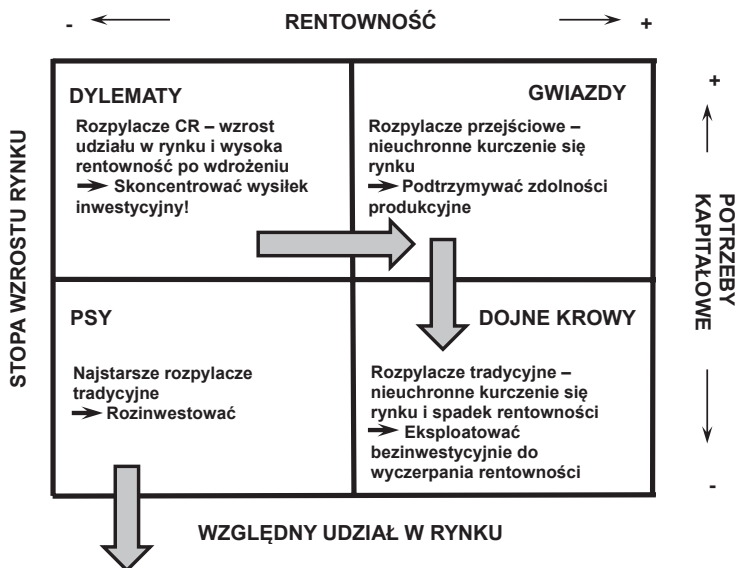 RENTOWNOŚĆ
-
+
DYLEMATY
Rozpylacze CR – wzrost
udziału w rynku i wysoka
rentowność po wdrożeniu
Skoncentrować wysiłek
inwestycyjny!
GWIAZDY
Rozpylacze przejściowe –
nieuchronne kurczenie się
rynku
Podtrzymywać zdolności
produkcyjne
STOPA WZROSTU RYNKU
+
POTRZEBY
KAPITAŁOWE
-
PSY
Najstarsze rozpylacze
tradycyjne
Rozinwestować
DOJNE KROWY
Rozpylacze tradycyjne –
nieuchronne kurczenie się
rynku i spadek rentowności
Eksploatować
bezinwestycyjnie do
wyczerpania rentowności
WZGLĘDNY UDZIAŁ W RYNKU